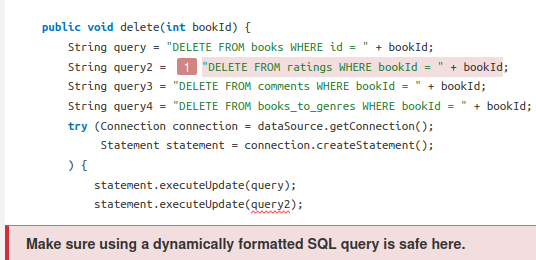 public void delete(int bookId) {
String query = "DELETE FROM books WHERE id = " + bookId;
String query2 = 1 "DELETE FROM ratings WHERE bookId = " + bookId;
String query3 = "DELETE FROM comments WHERE bookId = " + bookId;
String query4 = "DELETE FROM books_to_genres WHERE bookId = " + bookId;
try (Connection connection = dataSource.getConnection();
Statement statement = connection.createStatement();
) {
statement.executeUpdate(query);
statement.executeUpdate(query2);
Make sure using a dynamically formatted SQL query is safe here.